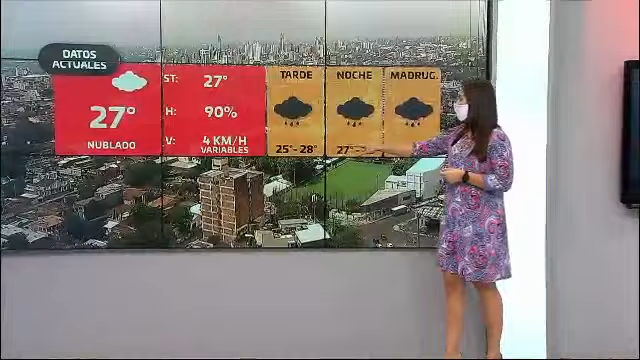 DATOS
ACTUALES
27°
NUBLADO
ST: 27°
H: 90%
V: 4 KM/H
VARIABLES
TARDE
25°-28°
NOCHE
27°
MADRUG.